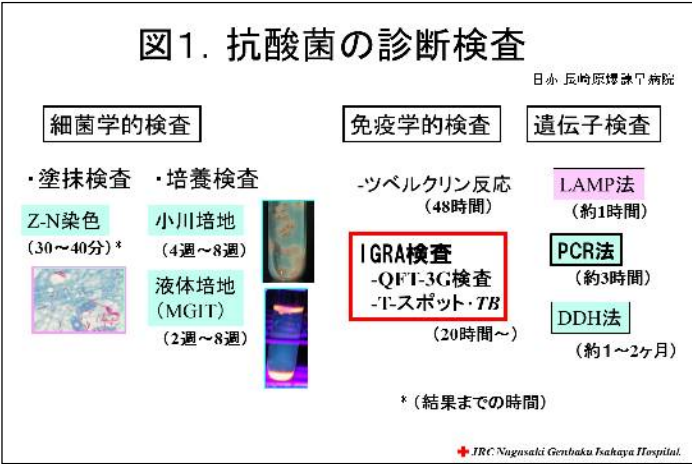 図１. 抗酸菌の診断検査
日赤 長崎原爆諫早病院
細菌学的検査
・塗抹検査
Z-N染色
(30～40分)*
・培養検査
小川培地
(4週～8週)
液体培地
(MGIT)
(2週～8週)
免疫学的検査
-ツベルクリン反応
(48時間)
IGRA検査
-QFT-3G検査
-T-スポット・TB
(20時間～)
遺伝子検査
LAMP法
(約1時間)
PCR法
(約3時間)
DDH法
(約1～2ヶ月)
*（結果までの時間）
JRC Nagasaki Genbaku Isahaya Hospital.